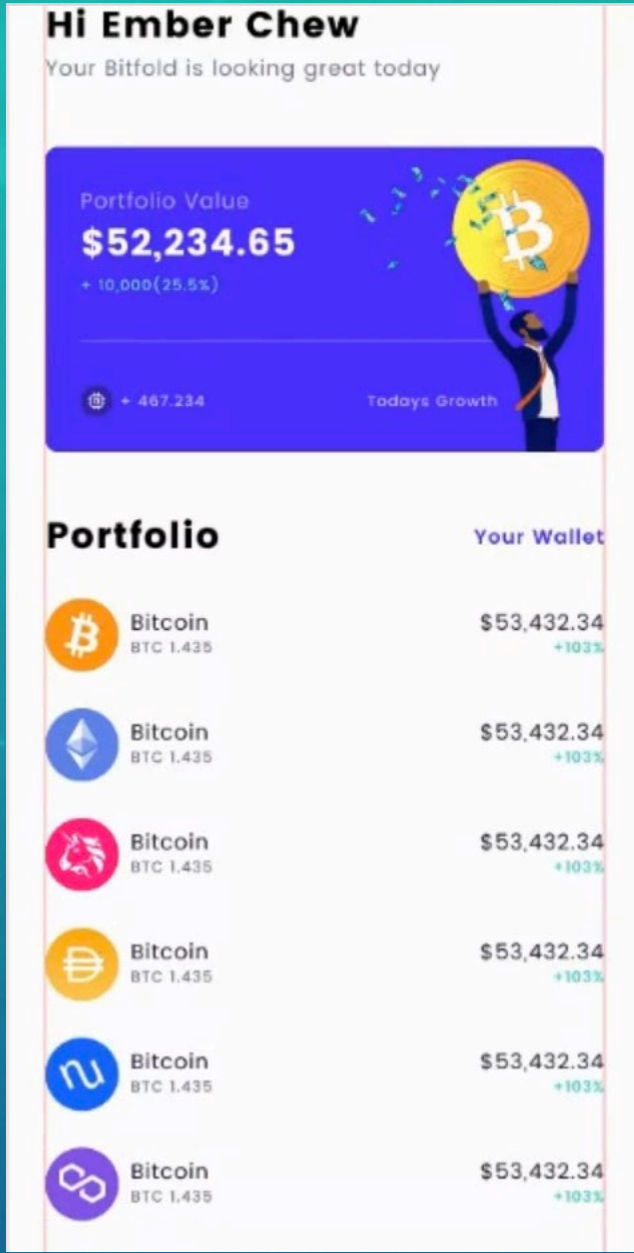 Hi Ember Chew
Your Bitfold is looking great today
Portfolio Value
$52,234.65
+ 10,000(25.5%)
+ 467.234 Todays Growth
Portfolio Your Wallet
Bitcoin $53,432.34
BTC 1.435 +103%
Bitcoin $53,432.34
BTC 1.435 +103%
Bitcoin $53,432.34
BTC 1.435 +103%
Bitcoin $53,432.34
BTC 1.435 +103%
Bitcoin $53,432.34
BTC 1.435 +103%
Bitcoin $53,432.34
BTC 1.435 +103%